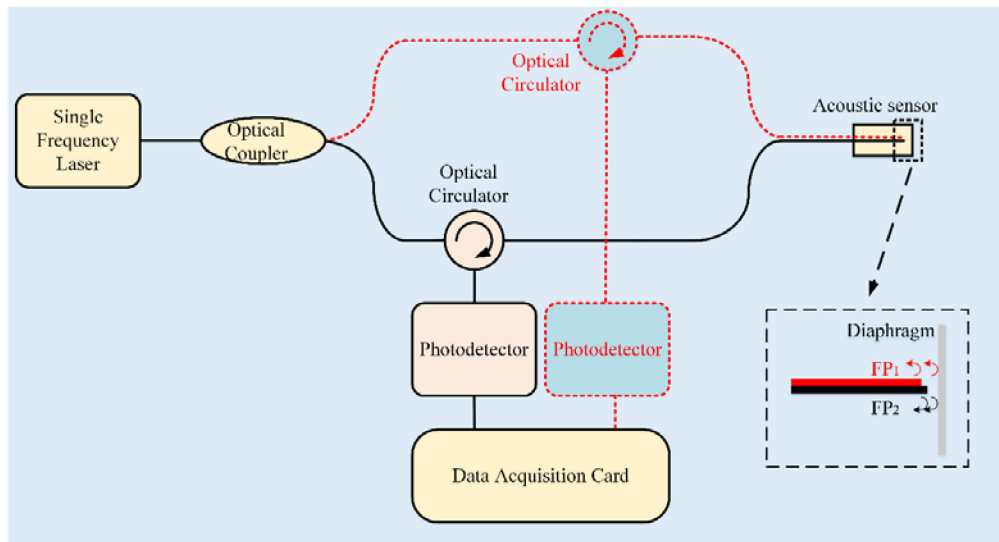 Optical
Circulator
Single
Frequency
Laser
Optical
Coupler
Acoustic sensor
Optical
Circulator
Photodetector
Photodetector
Diaphragm
FP1
FP2
Data Acquisition Card